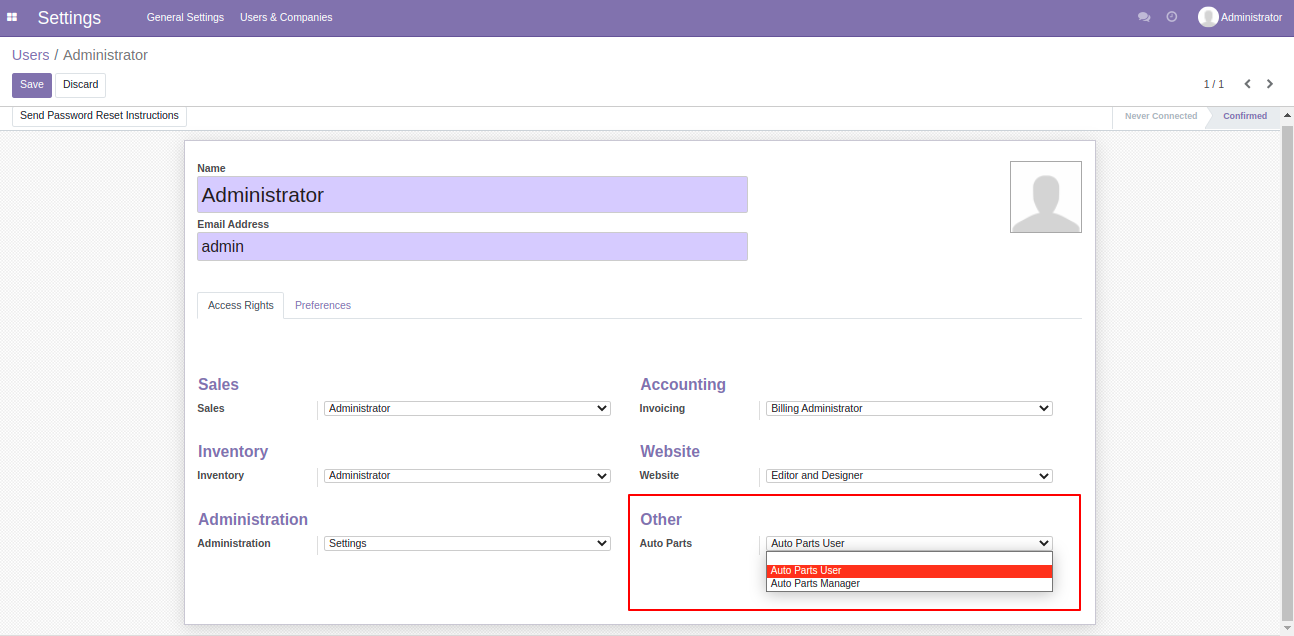 Settings General Settings Users & Companies Administrator
Users / Administrator
Save Discard 1 / 1
Send Password Reset Instructions Never Connected Confirmed
Name
Administrator
Email Address
admin
Access Rights Preferences
Sales Accounting
Sales Administrator Invoicing Billing Administrator
Inventory Website
Inventory Administrator Website Editor and Designer
Administration Other
Administration Settings Auto Parts Auto Parts User
Auto Parts User
Auto Parts Manager